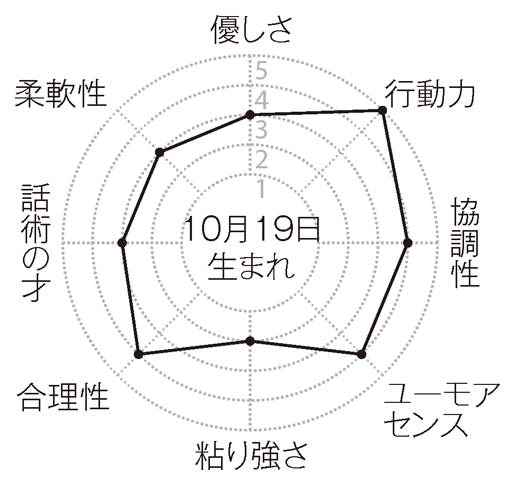 優しさ
行動力
協調性
ユーモア
センス
粘り強さ
合理性
話術の才
柔軟性
5
4
3
2
1
10月19日
生まれ